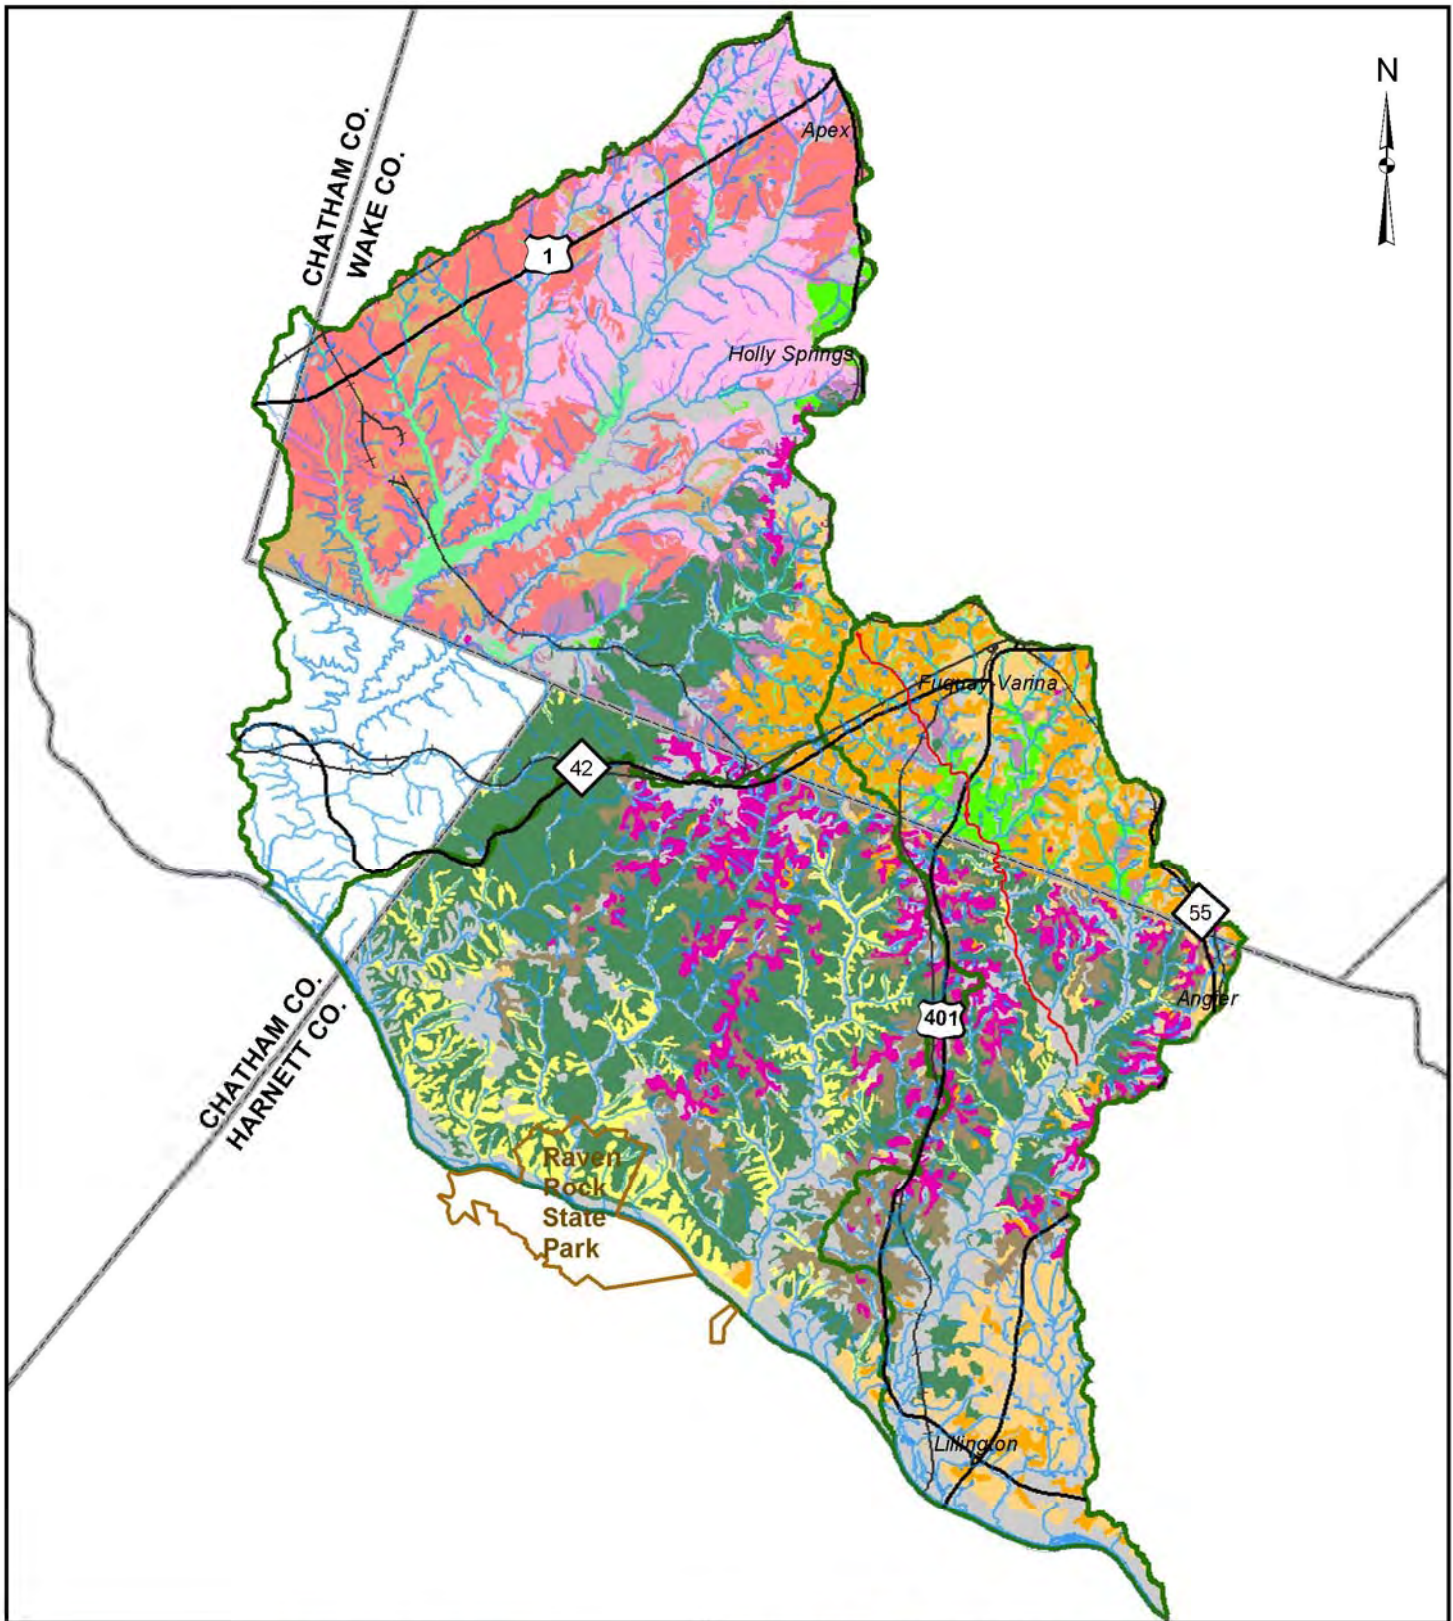 N
CHATHAM CO.
WAKE CO.
Apex
1
Holly Springs
Fuquay-Varina
42
55
Angier
401
CHATHAM CO.
HARNETT CO.
Raven
Rock
State
Park
Lillington